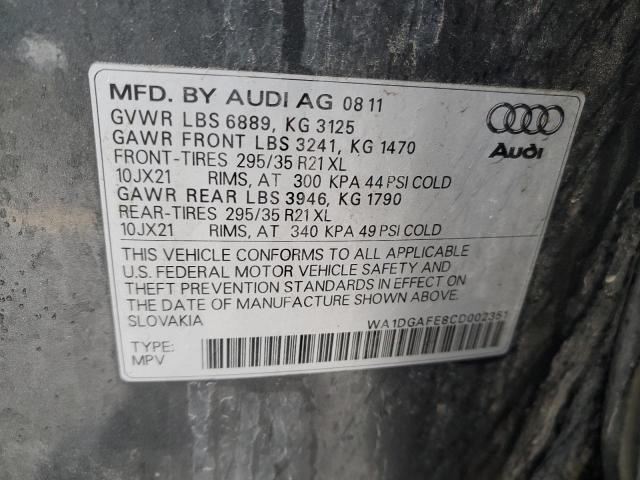 MFD. BY AUDI AG 08 11
GVWR LBS 6889, KG 3125
GAWR FRONT LBS 3241, KG 1470
FRONT-TIRES 295/35 R21 XL
10JX21 RIMS, AT 300 KPA 44 PSI COLD
GAWR REAR LBS 3946, KG 1790
REAR-TIRES 295/35 R21 XL
10JX21 RIMS, AT 340 KPA 49 PSI COLD
Audi
THIS VEHICLE CONFORMS TO ALL APPLICABLE
U.S. FEDERAL MOTOR VEHICLE SAFETY AND
THEFT PREVENTION STANDARDS IN EFFECT ON
THE DATE OF MANUFACTURE SHOWN ABOVE.
SLOVAKIA
WA1DGAFE8CD002351
TYPE:
MPV